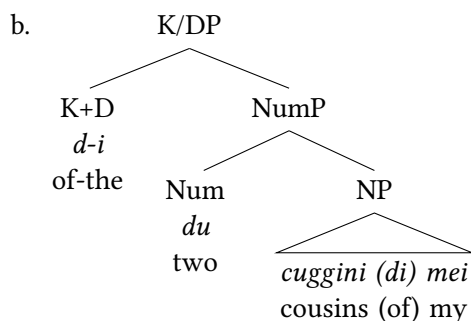 b. K/DP
K+D NumP
d-i
of-the
Num NP
du
two
cuggini (di) mei
cousins (of) my